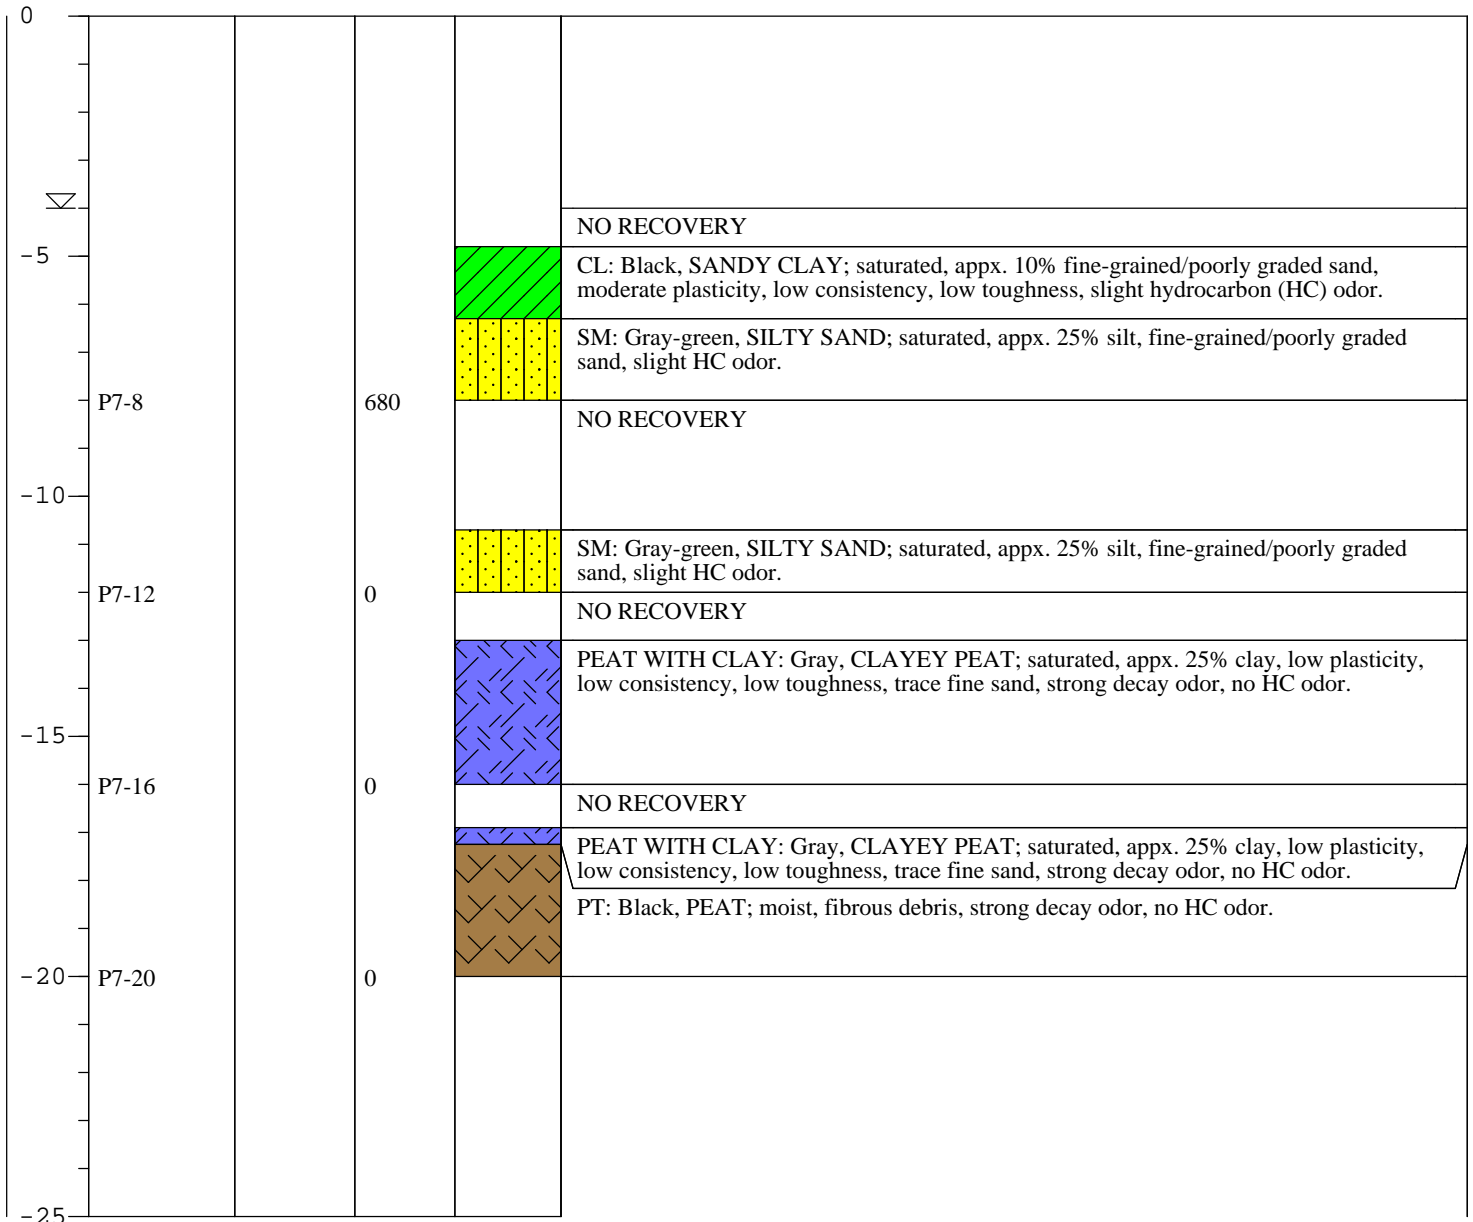 0
NO RECOVERY
-5
CL: Black, SANDY CLAY; saturated, appx. 10% fine-grained/poorly graded sand,
moderate plasticity, low consistency, low toughness, slight hydrocarbon (HC) odor.
SM: Gray-green, SILTY SAND; saturated, appx. 25% silt, fine-grained/poorly graded
sand, slight HC odor.
P7-8 680
NO RECOVERY
-10
SM: Gray-green, SILTY SAND; saturated, appx. 25% silt, fine-grained/poorly graded
sand, slight HC odor.
P7-12 0
NO RECOVERY
PEAT WITH CLAY: Gray, CLAYEY PEAT; saturated, appx. 25% clay, low plasticity,
low consistency, low toughness, trace fine sand, strong decay odor, no HC odor.
-15
P7-16 0
NO RECOVERY
PEAT WITH CLAY: Gray, CLAYEY PEAT; saturated, appx. 25% clay, low plasticity,
low consistency, low toughness, trace fine sand, strong decay odor, no HC odor.
PT: Black, PEAT; moist, fibrous debris, strong decay odor, no HC odor.
-20
P7-20 0
-25